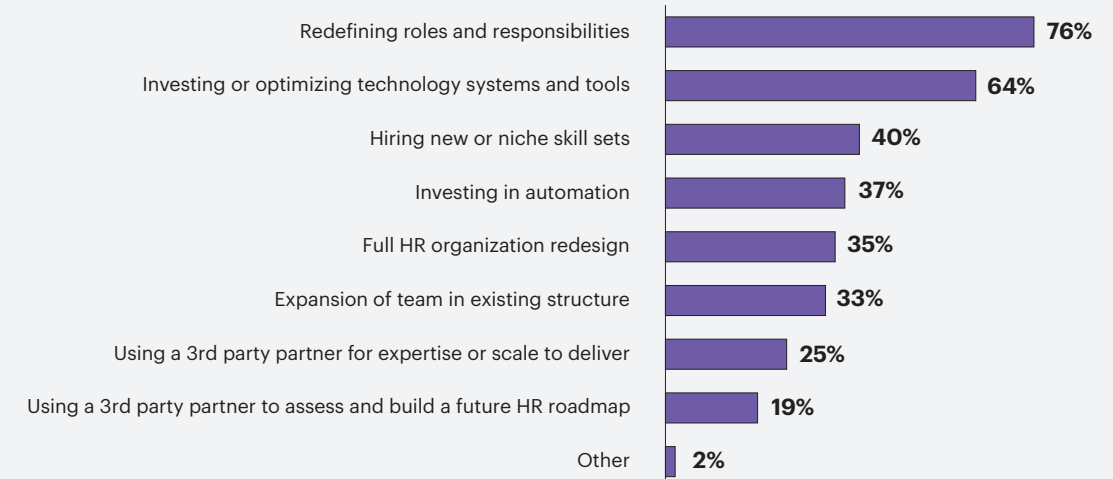 Redefining roles and responsibilities 76%
Investing or optimizing technology systems and tools 64%
Hiring new or niche skill sets 40%
Investing in automation 37%
Full HR organization redesign 35%
Expansion of team in existing structure 33%
Using a 3rd party partner for expertise or scale to deliver 25%
Using a 3rd party partner to assess and build a future HR roadmap 19%
Other 2%